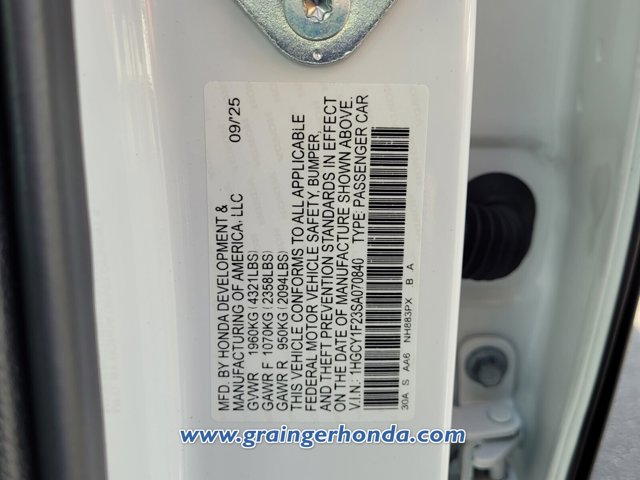 MFD. BY HONDA DEVELOPMENT & 09/25
MANUFACTURING OF AMERICA, LLC
GVWR 1960KG(4321LBS)
GAWR F 1070KG(2358LBS)
GAWR R 950KG(2094LBS)
THIS VEHICLE CONFORMS TO ALL APPLICABLE
FEDERAL MOTOR VEHICLE SAFETY, BUMPER,
AND THEFT PREVENTION STANDARDS IN EFFECT
ON THE DATE OF MANUFACTURE SHOWN ABOVE.
V.I.N.: 1HGCY1F23SA070840 TYPE: PASSENGER CAR
30A S AA6 NH883PX B A
www.graingerhonda.com